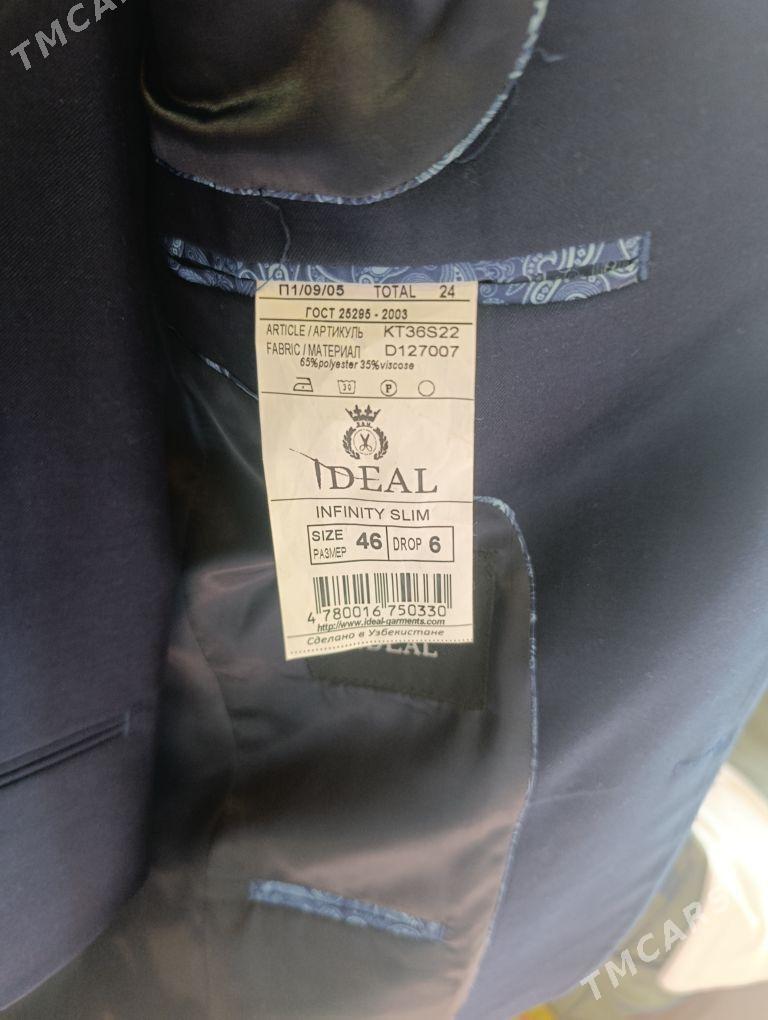 TMCARS
П1/09/05 TOTAL 24
ГОСТ 25295 - 2003
ARTICLE / АРТИКУЛЬ KT36S22
FABRIC / МАТЕРИАЛ D127007
65%polyester 35%viscose
30 P
IDEAL
INFINITY SLIM
SIZE РАЗМЕР 46 DROP 6
4 780016 750330
http://www.ideal-garments.com
Сделано в Узбекистане
IDEAL
TMCARS